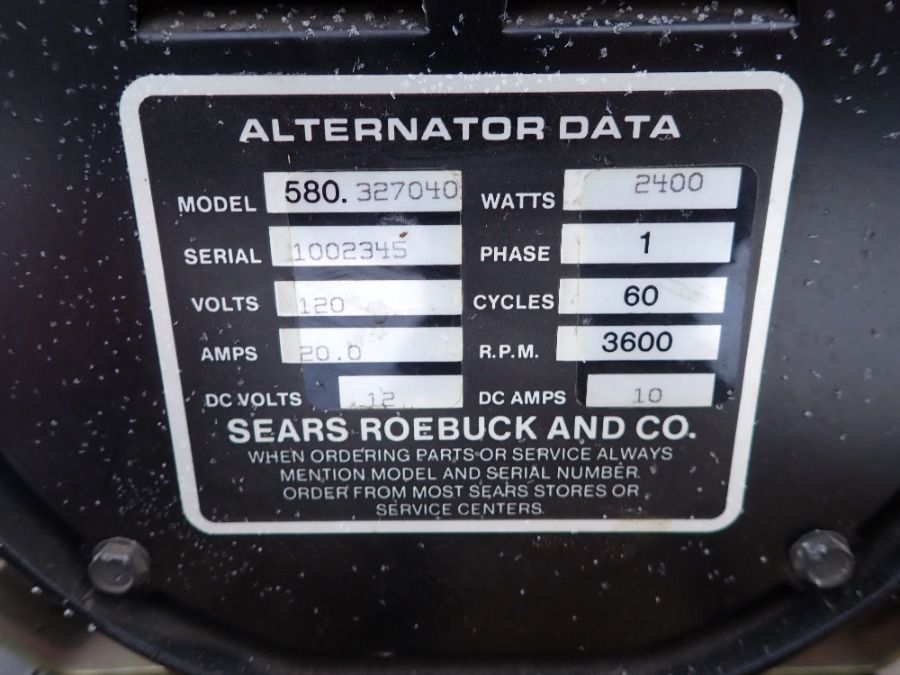 ALTERNATOR DATA
MODEL 580.327040 WATTS 2400
SERIAL 1002345 PHASE 1
VOLTS 120 CYCLES 60
AMPS 20.0 R.P.M. 3600
DC VOLTS 12 DC AMPS 10
SEARS ROEBUCK AND CO.
WHEN ORDERING PARTS OR SERVICE ALWAYS
MENTION MODEL AND SERIAL NUMBER.
ORDER FROM MOST SEARS STORES OR
SERVICE CENTERS.